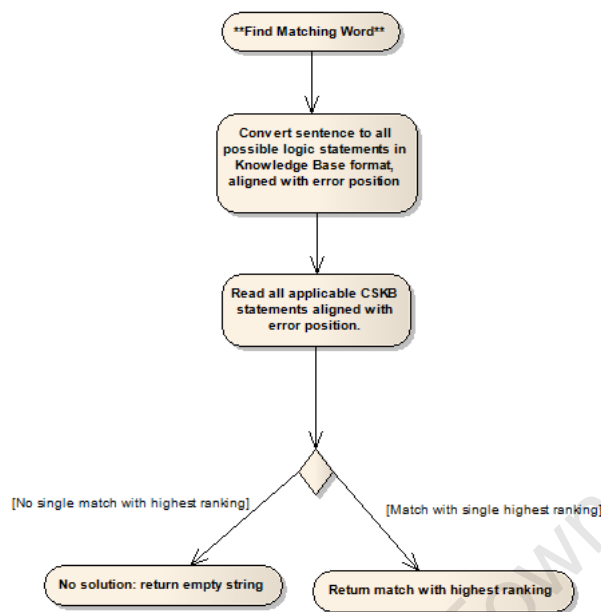 **Find Matching Word**
Convert sentence to all
possible logic statements in
Knowledge Base format,
aligned with error position
Read all applicable CSKB
statements aligned with
error position.
[No single match with highest ranking]
[Match with single highest ranking]
No solution: return empty string
Return match with highest ranking
Town